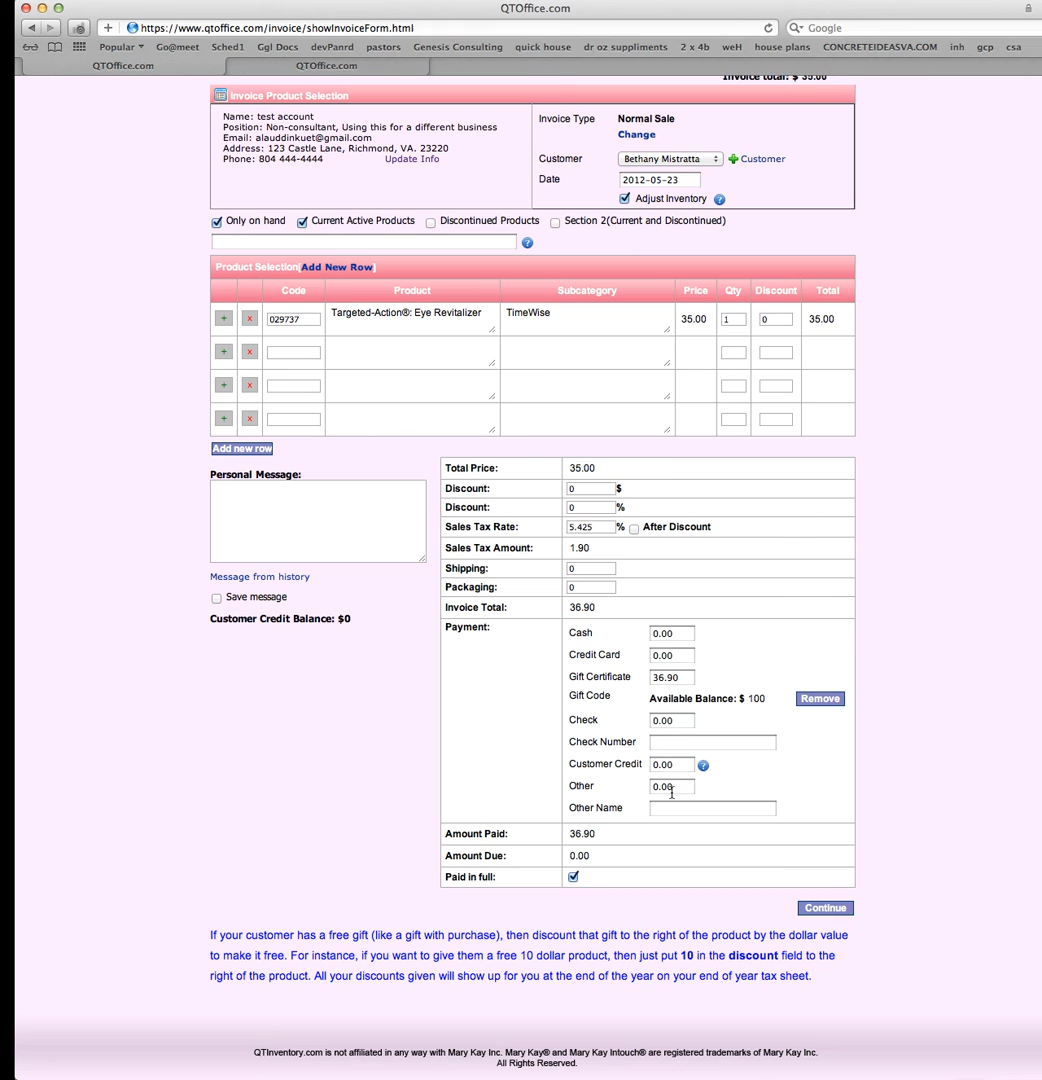 QTOffice.com
https://www.qtoffice.com/invoice/showInvoiceForm.html
Google
Popular Go@meet Sched1 Ggl Docs devPanrd pastors Genesis Consulting quick house dr oz suppliments 2 x 4b weH house plans CONCRETEIDEASVA.COM inh gcp csa
QTOffice.com QTOffice.com
Invoice total: $ 35.00
Invoice Product Selection
Name: test account
Position: Non-consultant, Using this for a different business
Email: alauddinkuet@gmail.com
Address: 123 Castle Lane, Richmond, VA. 23220
Phone: 804 444-4444 Update Info
Invoice Type Normal Sale
Change
Customer Bethany Mistratta Customer
Date 2012-05-23
Adjust Inventory ?
Only on hand Current Active Products Discontinued Products Section 2(Current and Discontinued)
?
Product Selection[Add New Row]
Code Product Subcategory Price Qty Discount Total
+ x 029737 Targeted-Action®: Eye Revitalizer TimeWise 35.00 1 0 35.00
+ x
+ x
+ x
Add new row
Personal Message:
Message from history
Save message
Customer Credit Balance: $0
Total Price: 35.00
Discount: 0 $
Discount: 0 %
Sales Tax Rate: 5.425 % After Discount
Sales Tax Amount: 1.90
Shipping: 0
Packaging: 0
Invoice Total: 36.90
Payment:
Cash 0.00
Credit Card 0.00
Gift Certificate 36.90
Gift Code Available Balance: $ 100 Remove
Check 0.00
Check Number
Customer Credit 0.00 ?
Other 0.00
Other Name
Amount Paid: 36.90
Amount Due: 0.00
Paid in full:
Continue
If your customer has a free gift (like a gift with purchase), then discount that gift to the right of the product by the dollar value
to make it free. For instance, if you want to give them a free 10 dollar product, then just put 10 in the discount field to the
right of the product. All your discounts given will show up for you at the end of the year on your end of year tax sheet.
QTInventory.com is not affiliated in any way with Mary Kay Inc. Mary Kay® and Mary Kay Intouch® are registered trademarks of Mary Kay Inc.
All Rights Reserved.